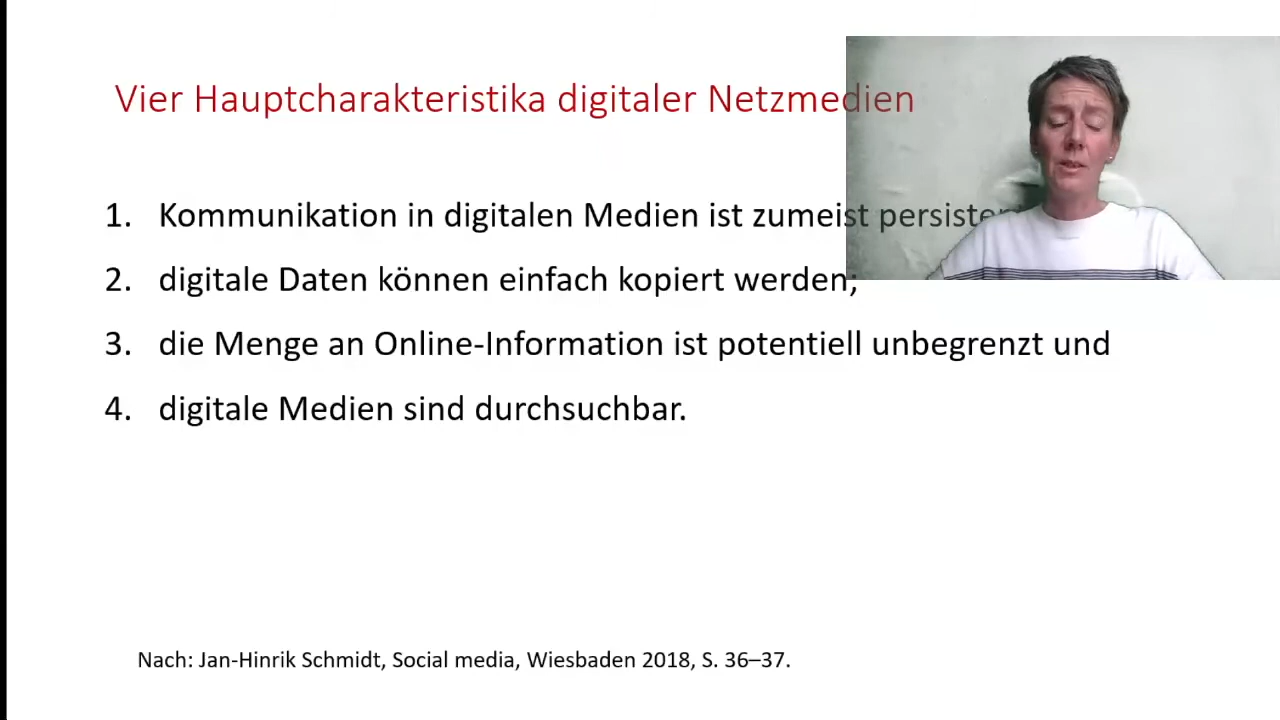 Vier Hauptcharakteristika digitaler Netzmedien
1. Kommunikation in digitalen Medien ist zumeist
2. digitale Daten können einfach kopiert werden;
3. die Menge an Online-Information ist potentiell unbegrenzt und
4. digitale Medien sind durchsuchbar.
Nach: Jan-Hinrik Schmidt, Social media, Wiesbaden 2018, S. 36–37.